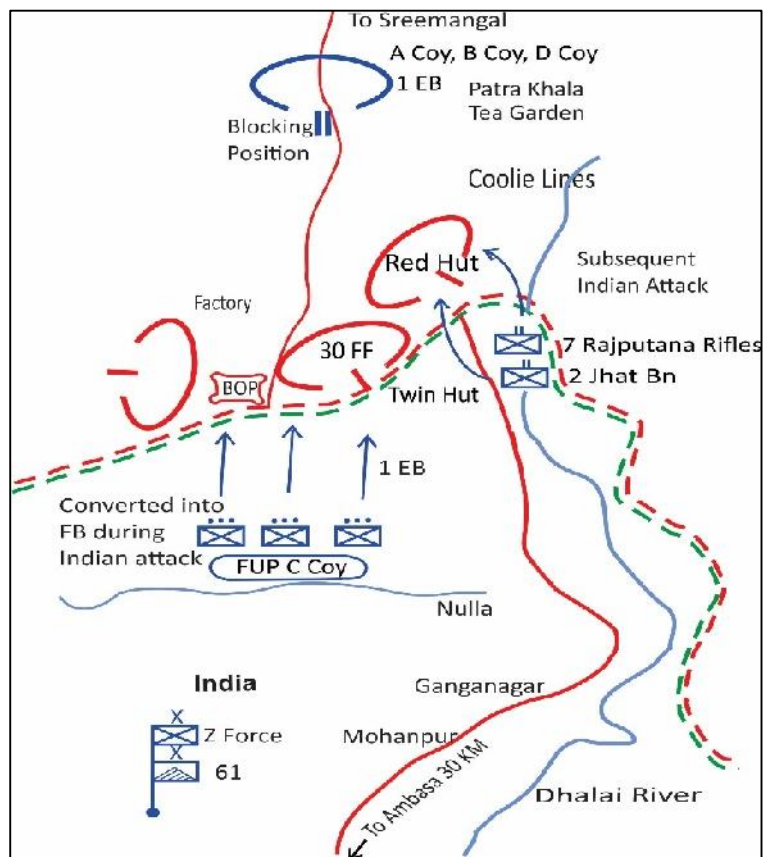 To Sreemangal
A Coy, B Coy, D Coy
1 EB
Patra Khala
Tea Garden
Blocking
Position
Coolie Lines
Red Hut
Subsequent
Indian Attack
Factory
30 FF
7 Rajputana Rifles
BOP
Twin Hut
2 Jhat Bn
1 EB
Converted into
FB during
Indian attack
FUP C Coy
Nulla
India
Ganganagar
X
Z Force
Mohanpur
X
61
To Ambasa 30 KM
Dhalai River